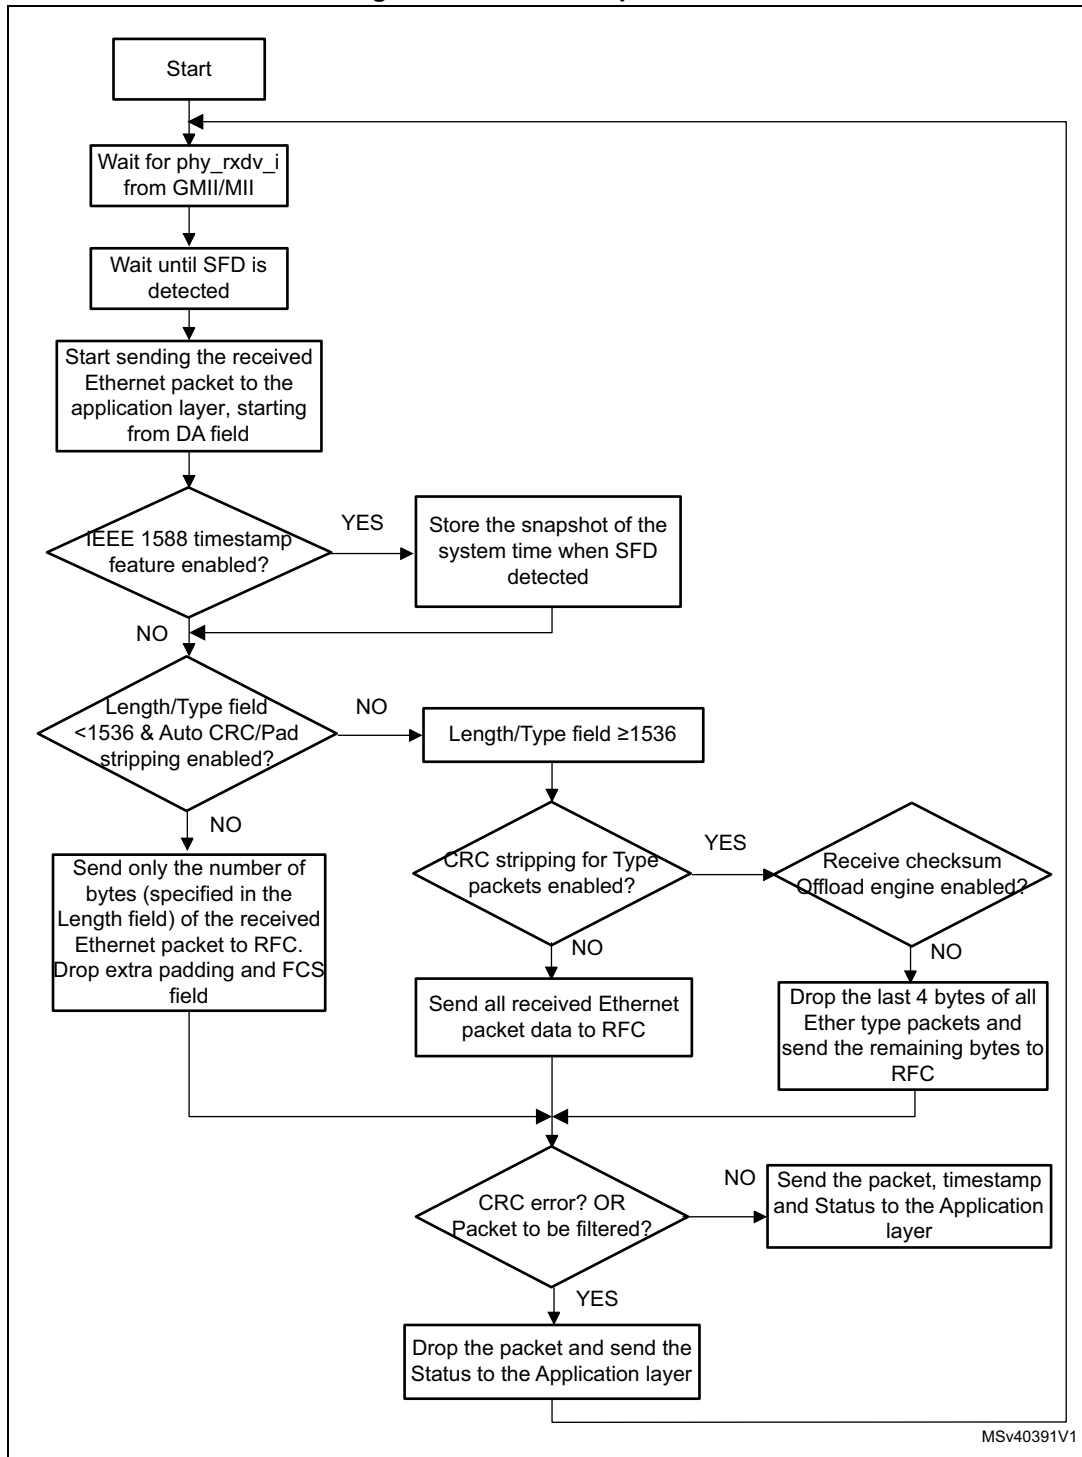 Start
Wait for phy_rxdv_i
from GMII/MII
Wait until SFD is
detected
Start sending the received
Ethernet packet to the
application layer, starting
from DA field
IEEE 1588 timestamp
feature enabled?
YES
Store the snapshot of the
system time when SFD
detected
NO
Length/Type field
<1536 & Auto CRC/Pad
stripping enabled?
NO
Length/Type field ≥1536
NO
Send only the number of
bytes (specified in the
Length field) of the received
Ethernet packet to RFC.
Drop extra padding and FCS
field
CRC stripping for Type
packets enabled?
YES
Receive checksum
Offload engine enabled?
NO
Send all received Ethernet
packet data to RFC
NO
Drop the last 4 bytes of all
Ether type packets and
send the remaining bytes to
RFC
CRC error? OR
Packet to be filtered?
NO
Send the packet, timestamp
and Status to the Application
layer
YES
Drop the packet and send the
Status to the Application layer
MSv40391V1